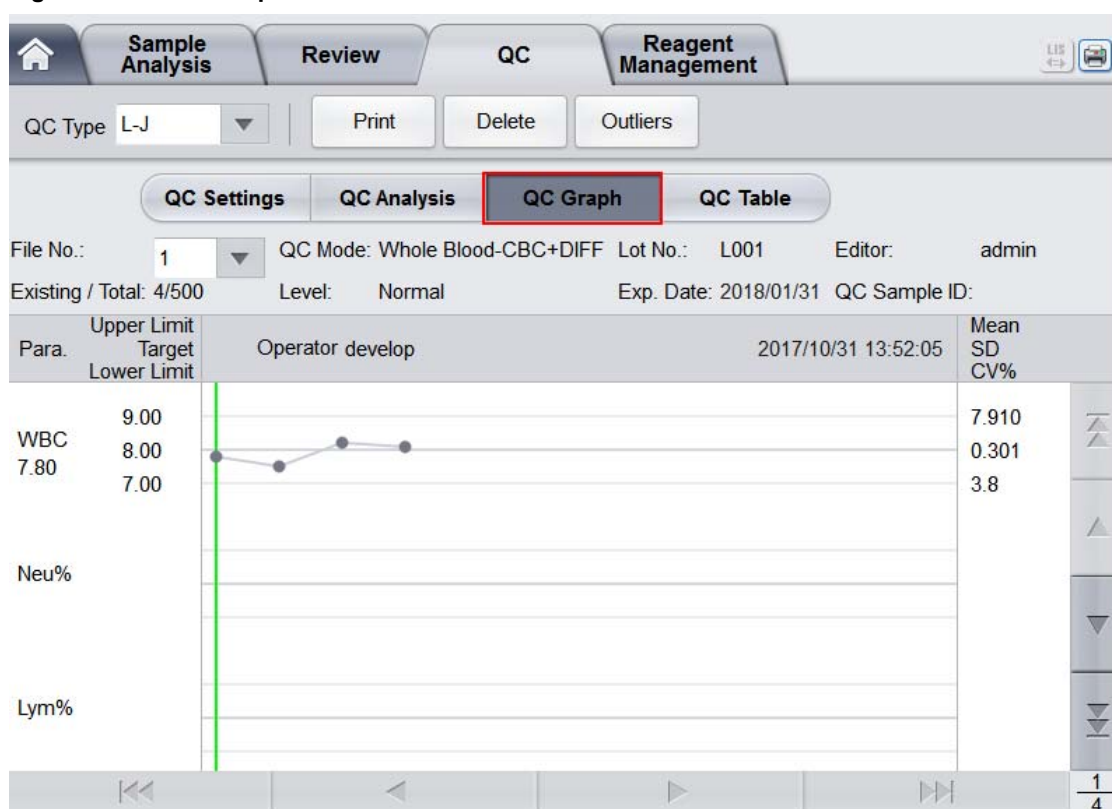 Sample Analysis Review QC Reagent Management LIS
QC Type L-J Print Delete Outliers
QC Settings QC Analysis QC Graph QC Table
File No.: 1 QC Mode: Whole Blood-CBC+DIFF Lot No.: L001 Editor: admin
Existing / Total: 4/500 Level: Normal Exp. Date: 2018/01/31 QC Sample ID:
Para. Upper Limit Target Lower Limit Operator develop 2017/10/31 13:52:05 Mean SD CV%
9.00 7.910
WBC 8.00 0.301
7.80 7.00 3.8
Neu%
Lym%
1
4